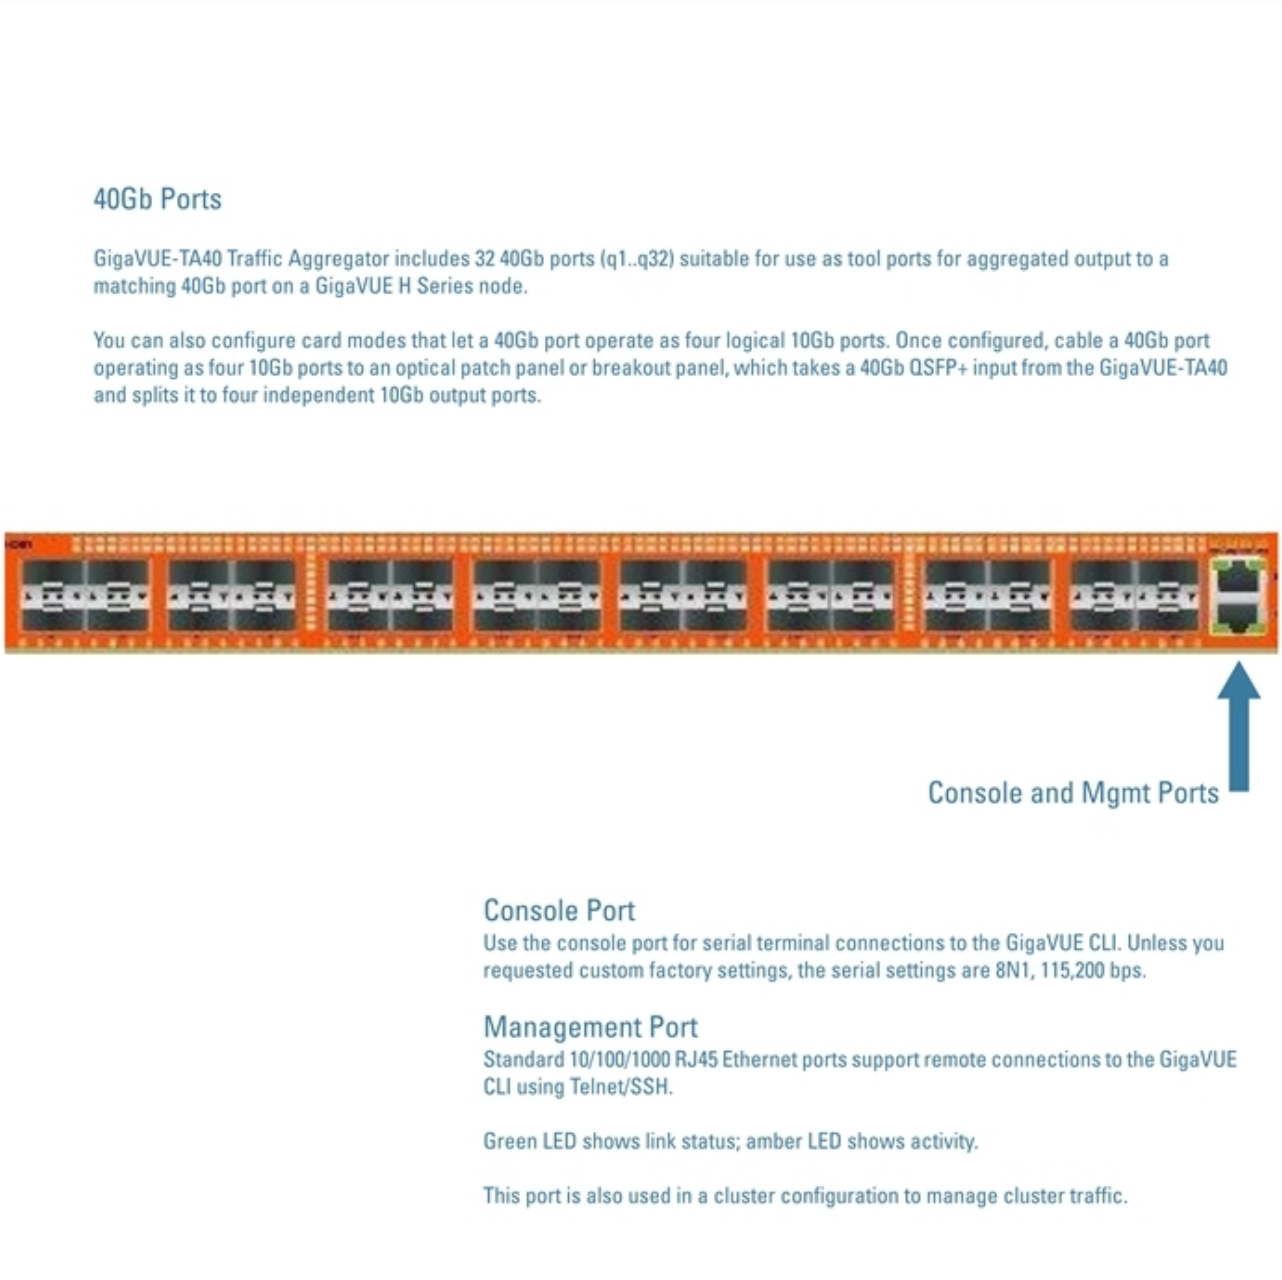 40Gb Ports
GigaVUE-TA40 Traffic Aggregator includes 32 40Gb ports (q1..q32) suitable for use as tool ports for aggregated output to a
matching 40Gb port on a GigaVUE H Series node.
You can also configure card modes that let a 40Gb port operate as four logical 10Gb ports. Once configured, cable a 40Gb port
operating as four 10Gb ports to an optical patch panel or breakout panel, which takes a 40Gb QSFP+ input from the GigaVUE-TA40
and splits it to four independent 10Gb output ports.
Console and Mgmt Ports
Console Port
Use the console port for serial terminal connections to the GigaVUE CLI. Unless you
requested custom factory settings, the serial settings are 8N1, 115,200 bps.
Management Port
Standard 10/100/1000 RJ45 Ethernet ports support remote connections to the GigaVUE
CLI using Telnet/SSH.
Green LED shows link status; amber LED shows activity.
This port is also used in a cluster configuration to manage cluster traffic.